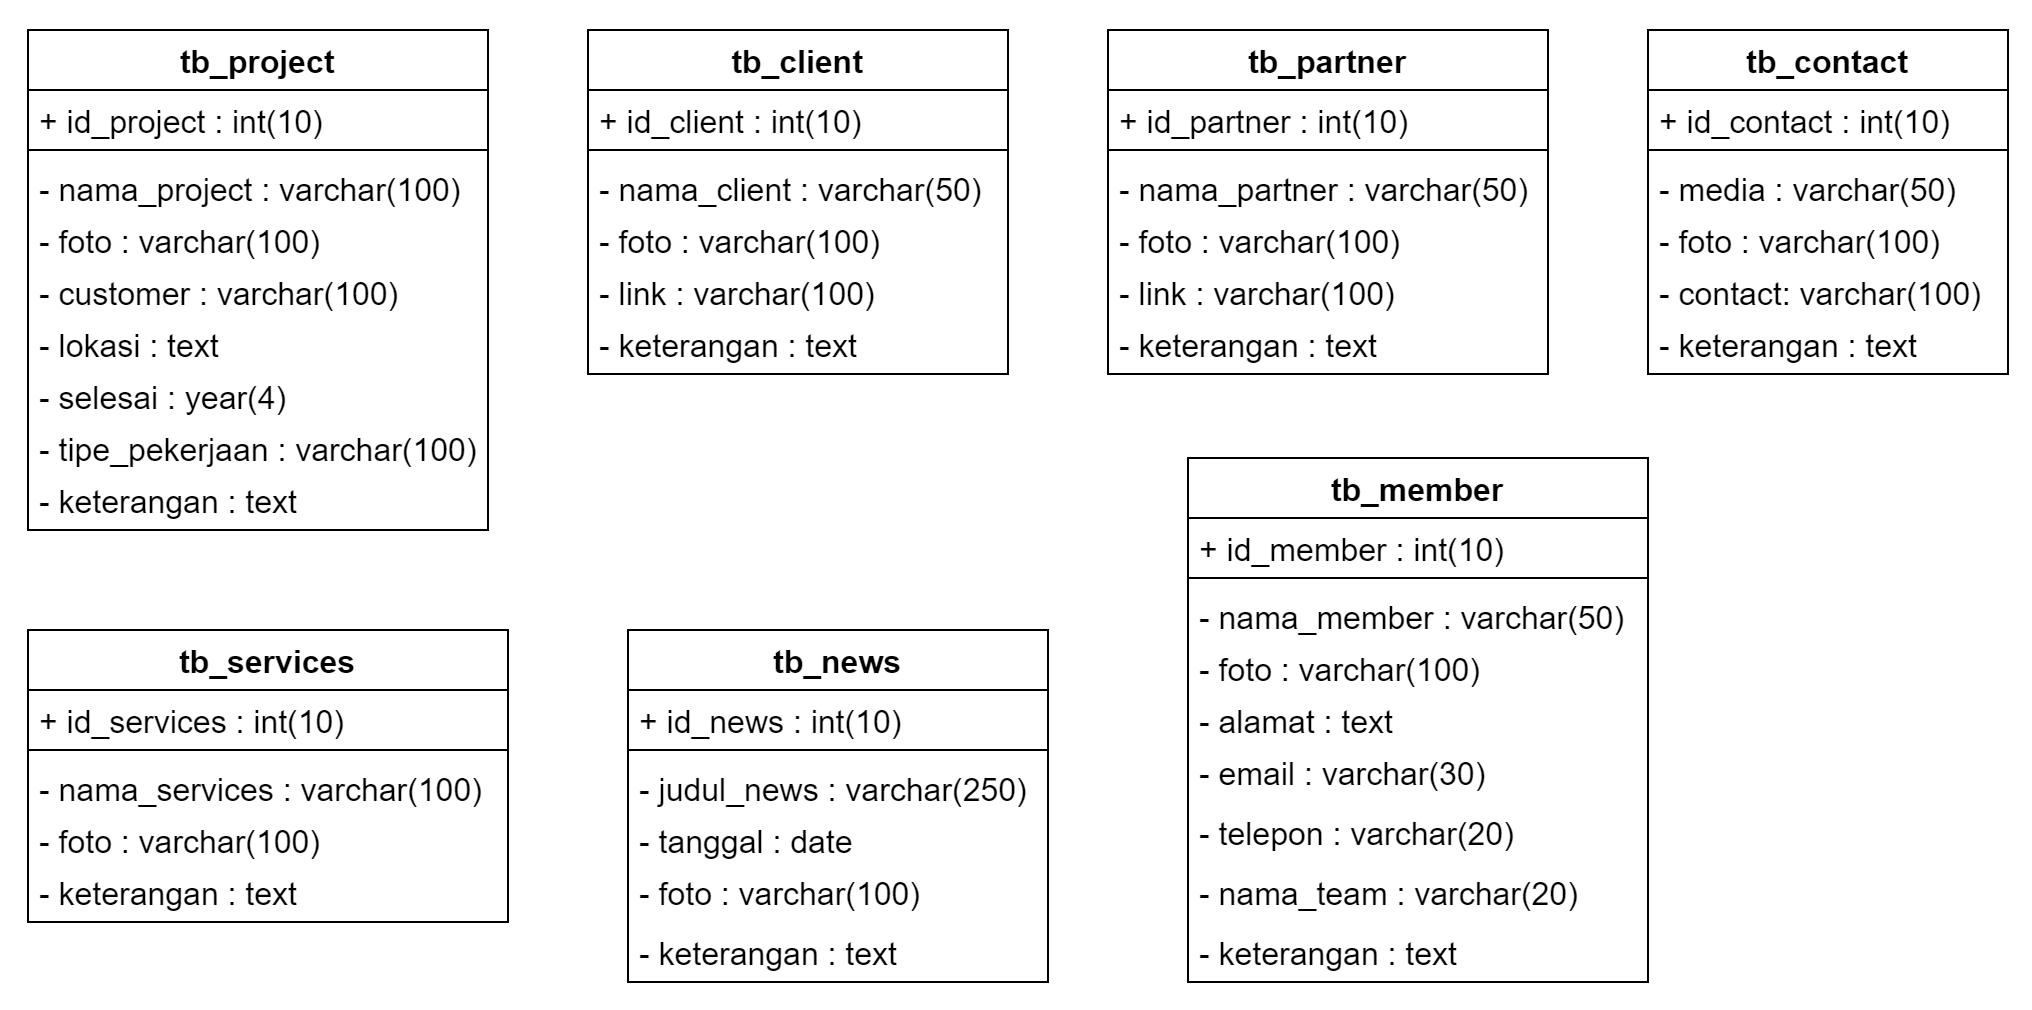 tb_project
+ id_project : int(10)
- nama_project : varchar(100)
- foto : varchar(100)
- customer : varchar(100)
- lokasi : text
- selesai : year(4)
- tipe_pekerjaan : varchar(100)
- keterangan : text
tb_client
+ id_client : int(10)
- nama_client : varchar(50)
- foto : varchar(100)
- link : varchar(100)
- keterangan : text
tb_partner
+ id_partner : int(10)
- nama_partner : varchar(50)
- foto : varchar(100)
- link : varchar(100)
- keterangan : text
tb_contact
+ id_contact : int(10)
- media : varchar(50)
- foto : varchar(100)
- contact: varchar(100)
- keterangan : text
tb_services
+ id_services : int(10)
- nama_services : varchar(100)
- foto : varchar(100)
- keterangan : text
tb_news
+ id_news : int(10)
- judul_news : varchar(250)
- tanggal : date
- foto : varchar(100)
- keterangan : text
tb_member
+ id_member : int(10)
- nama_member : varchar(50)
- foto : varchar(100)
- alamat : text
- email : varchar(30)
- telepon : varchar(20)
- nama_team : varchar(20)
- keterangan : text